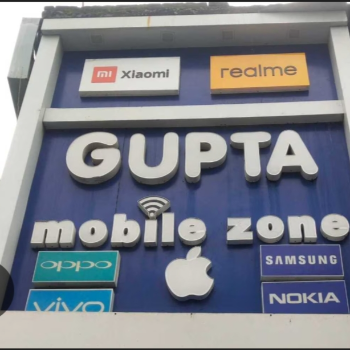 mi Xiaomi realme
GUPTA
mobile zone
oppo SAMSUNG
vivo NOKIA